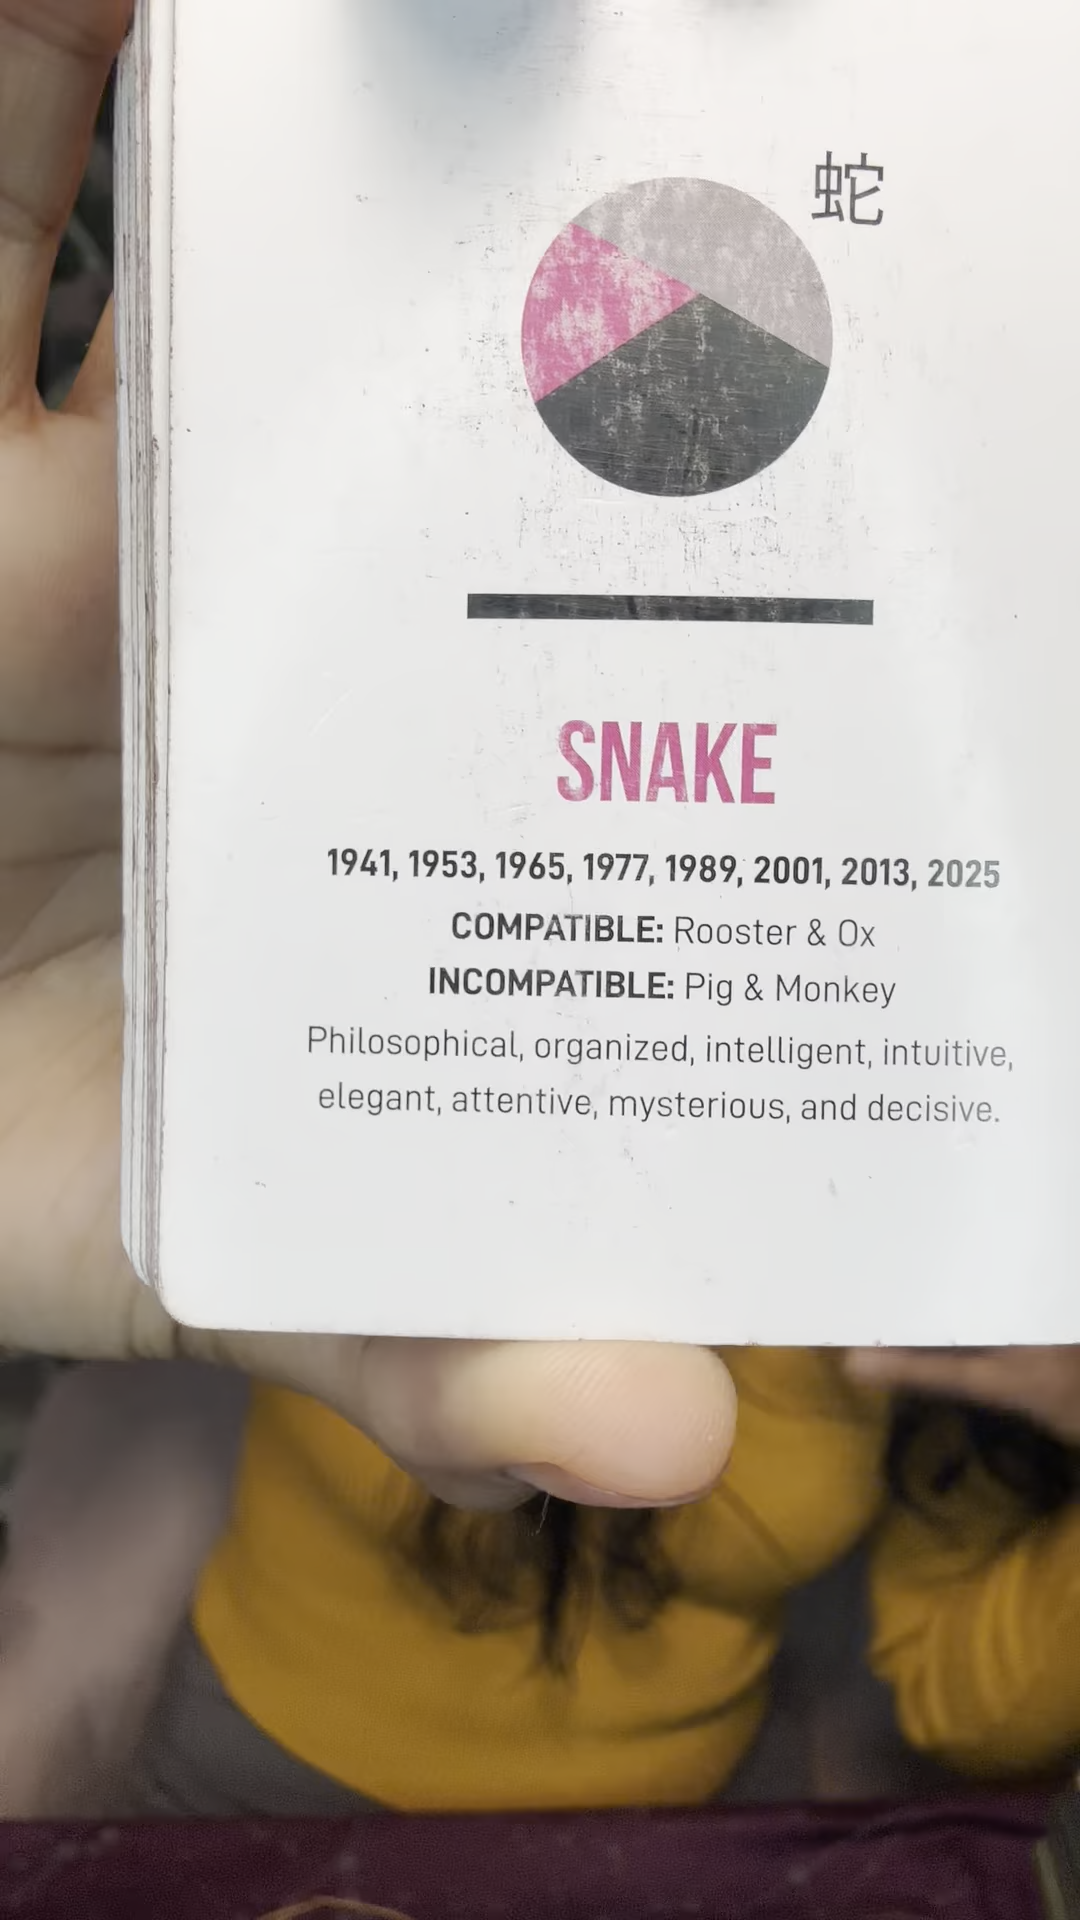 蛇
SNAKE
1941, 1953, 1965, 1977, 1989, 2001, 2013, 2025
COMPATIBLE: Rooster & Ox
INCOMPATIBLE: Pig & Monkey
Philosophical, organized, intelligent, intuitive,
elegant, attentive, mysterious, and decisive.